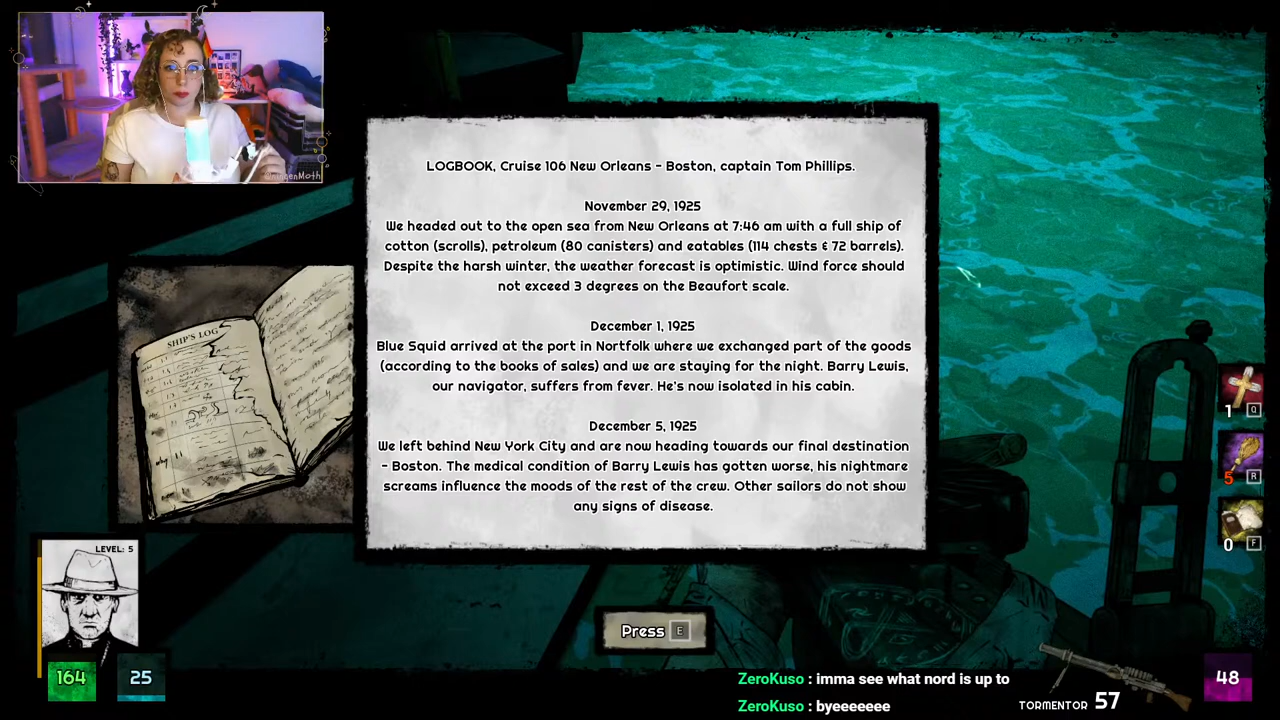 LOGBOOK, Cruise 106 New Orleans - Boston, captain Tom Phillips.
November 29, 1925
We headed out to the open sea from New Orleans at 7:46 am with a full ship of
cotton (scrolls), petroleum (80 canisters) and eatables (114 chests & 72 barrels).
Despite the harsh winter, the weather forecast is optimistic. Wind force should
not exceed 3 degrees on the Beaufort scale.
December 1, 1925
Blue Squid arrived at the port in Nortfolk where we exchanged part of the goods
(according to the books of sales) and we are staying for the night. Barry Lewis,
our navigator, suffers from fever. He's now isolated in his cabin.
December 5, 1925
We left behind New York City and are now heading towards our final destination
- Boston. The medical condition of Barry Lewis has gotten worse, his nightmare
screams influence the moods of the rest of the crew. Other sailors do not show
any signs of disease.
SHIP'S LOG
1 Q
5 R
0 F
LEVEL: 5
164
25
Press E
ZeroKuso : imma see what nord is up to
ZeroKuso : byeeeeeee
TORMENTOR 57
48